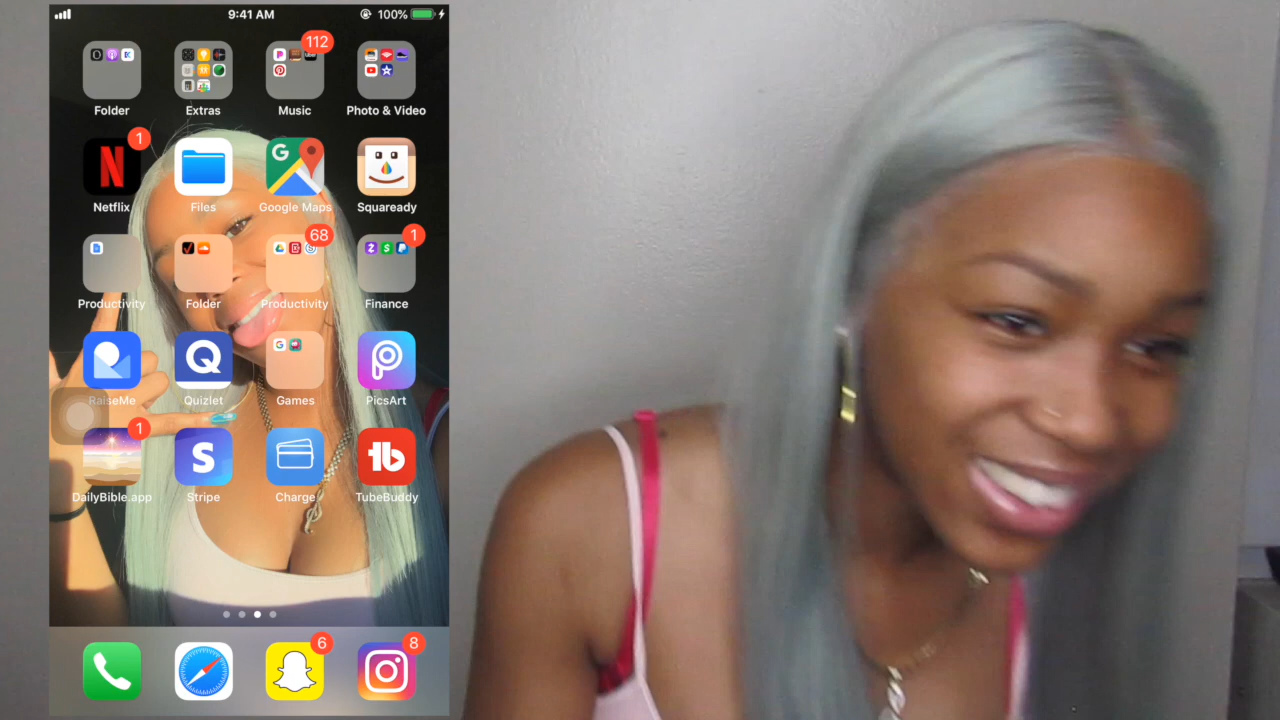 9:41 AM 100%
112
Folder Extras Music Photo & Video
1
Netflix Files Google Maps Squaready
68 1
Productivity Folder Productivity Finance
RaiseMe Quizlet Games PicsArt
1
DailyBible.app Stripe Charge TubeBuddy
6 8